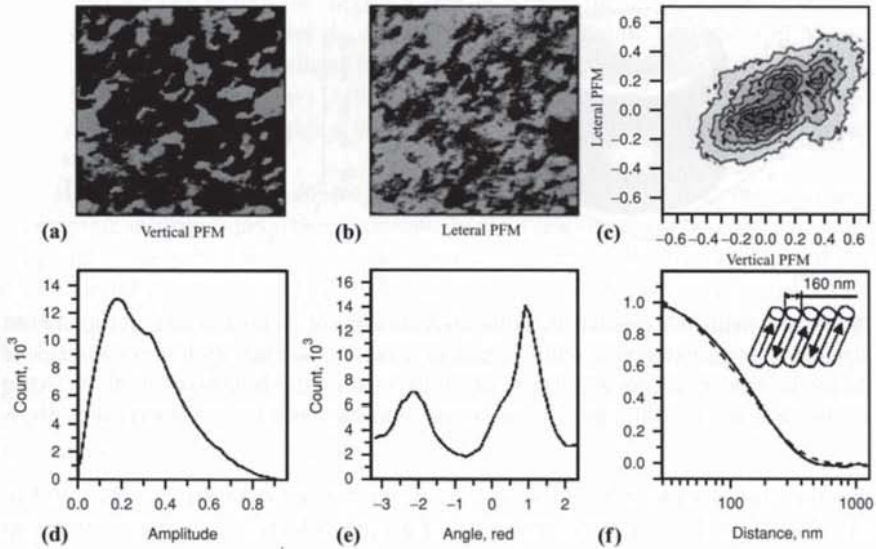 0.6
0.4
0.2
0.0
−0.2
−0.4
−0.6
Leteral PFM
−0.6 −0.4 −0.2 0.0 0.2 0.4 0.6
(a) Vertical PFM
(b) Leteral PFM
(c) Vertical PFM
14
12
10
8
6
4
2
0
Count, 10³
0.0 0.2 0.4 0.6 0.8
(d) Amplitude
16
14
12
10
8
6
4
2
0
Count, 10³
−3 −2 −1 0 1 2
(e) Angle, red
160 nm
1.0
0.8
0.6
0.4
0.2
0.0
100 1000
(f) Distance, nm